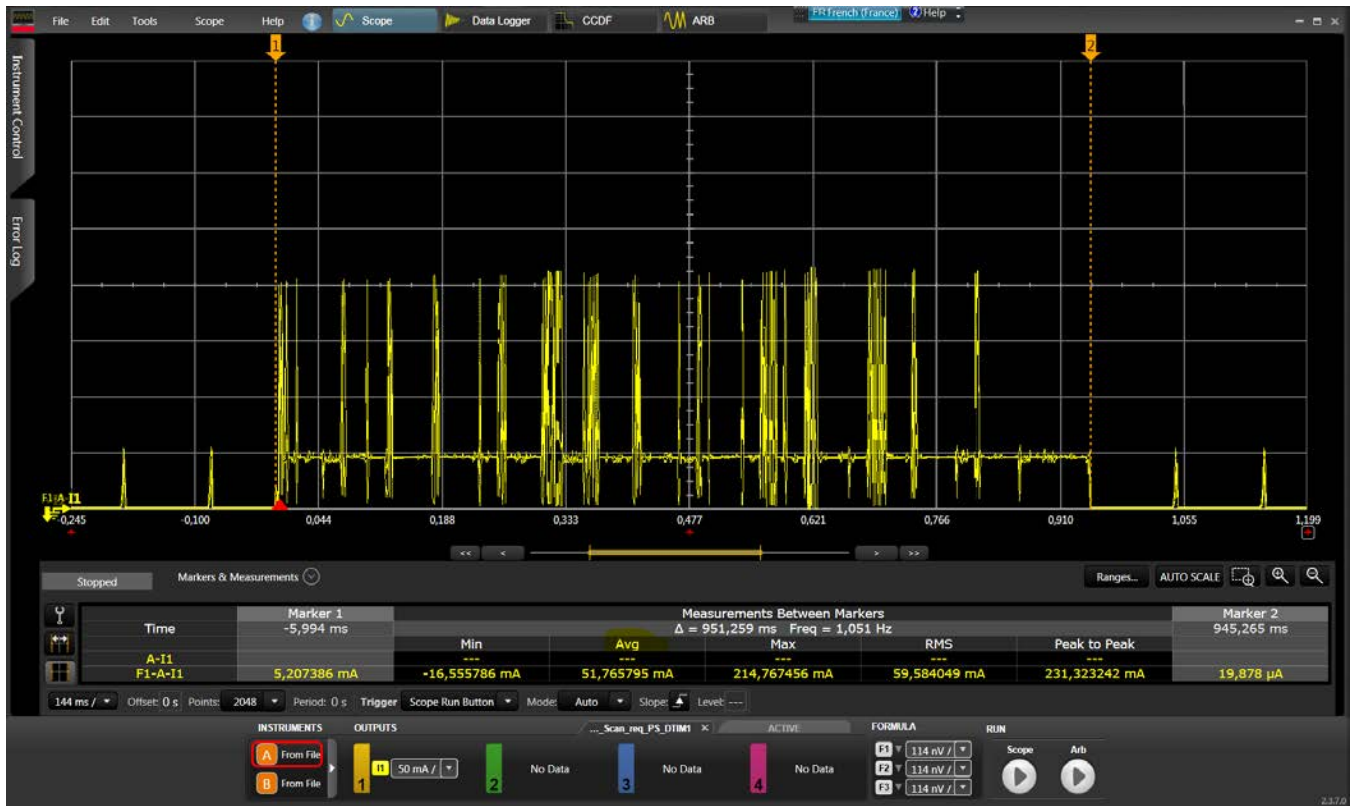 File Edit Tools Scope Help Scope Data Logger CCDF ARB FR French (France) Help
Instrument Control
Error Log
1 2
F1-A-I1
-0,245 -0,100 0,044 0,188 0,333 0,477 0,621 0,766 0,910 1,055 1,199
<< < > >>
Stopped Markers & Measurements Ranges... AUTO SCALE
Marker 1 Measurements Between Markers Marker 2
Time -5,994 ms Δ = 951,259 ms Freq = 1,051 Hz 945,265 ms
Min Avg Max RMS Peak to Peak
A-I1 --- --- --- --- ---
F1-A-I1 5,207386 mA -16,555786 mA 51,765795 mA 214,767456 mA 59,584049 mA 231,323242 mA 19,878 µA
144 ms / Offset: 0 s Points: 2048 Period: 0 s Trigger Scope Run Button Mode: Auto Slope: Level: ---
INSTRUMENTS OUTPUTS ..._Scan_req_PS_DTIM1 × ACTIVE FORMULA RUN
A From File 1 I1 50 mA / 2 No Data 3 No Data 4 No Data F1 114 nV / Scope Arb
F2 114 nV /
B From File F3 114 nV /
2.3.7.0